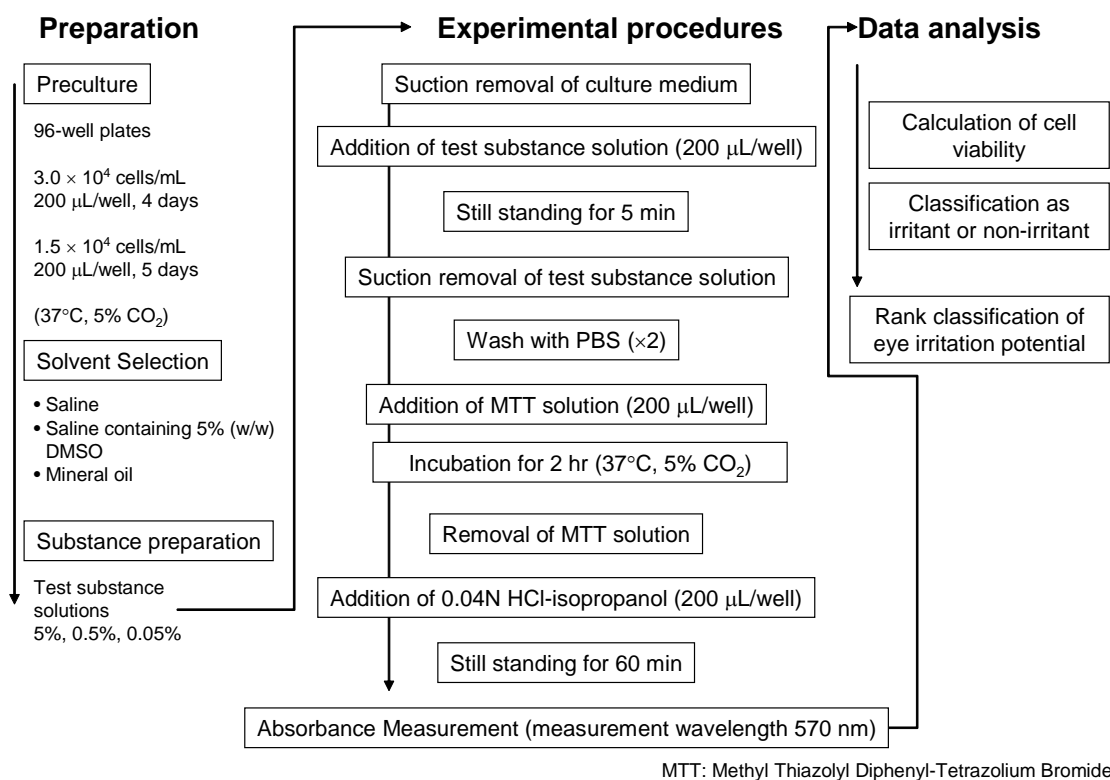 Preparation
Preculture
96-well plates
3.0 × 10⁴ cells/mL
200 μL/well, 4 days
1.5 × 10⁴ cells/mL
200 μL/well, 5 days
(37°C, 5% CO₂)
Solvent Selection
• Saline
• Saline containing 5% (w/w)
DMSO
• Mineral oil
Substance preparation
Test substance
solutions
5%, 0.5%, 0.05%
Experimental procedures
Suction removal of culture medium
Addition of test substance solution (200 μL/well)
Still standing for 5 min
Suction removal of test substance solution
Wash with PBS (×2)
Addition of MTT solution (200 μL/well)
Incubation for 2 hr (37°C, 5% CO₂)
Removal of MTT solution
Addition of 0.04N HCl-isopropanol (200 μL/well)
Still standing for 60 min
Absorbance Measurement (measurement wavelength 570 nm)
Data analysis
Calculation of cell
viability
Classification as
irritant or non-irritant
Rank classification of
eye irritation potential
MTT: Methyl Thiazolyl Diphenyl-Tetrazolium Bromide